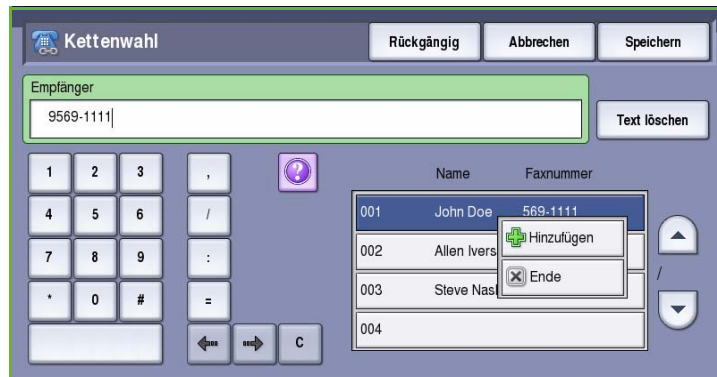 Kettenwahl
Rückgängig
Abbrechen
Speichern
Empfänger
9569-1111
Text löschen
1 2 3 ,
4 5 6 /
7 8 9 :
* 0 # =
C
?
Name Faxnummer
001 John Doe 569-1111
002 Allen Ivers
003 Steve Nas
004
Hinzufügen
Ende
/